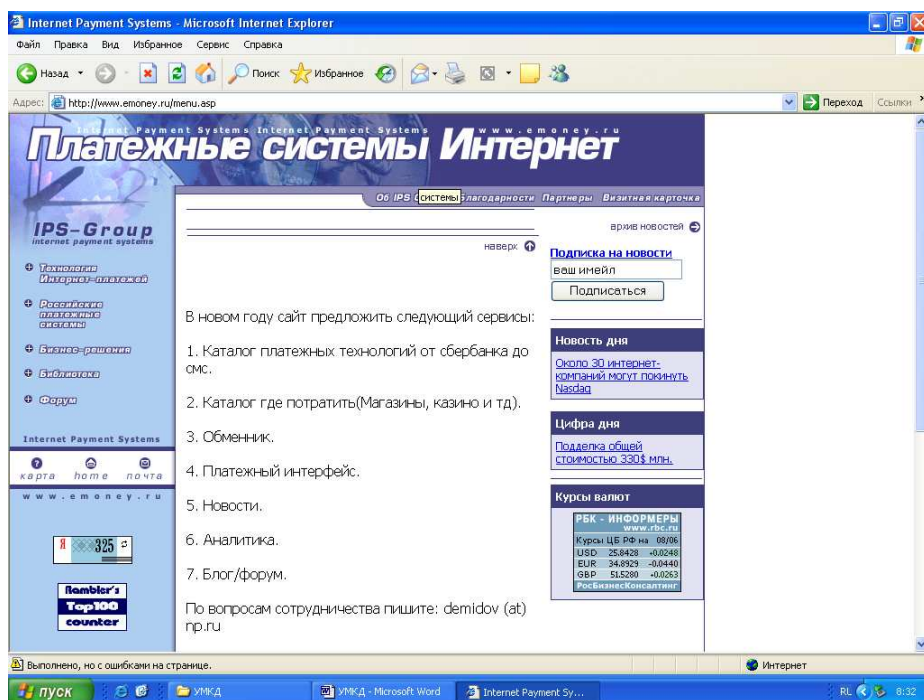 Internet Payment Systems - Microsoft Internet Explorer
Файл Правка Вид Избранное Сервис Справка
Назад Поиск Избранное
Адрес: http://www.emoney.ru/menu.asp Переход Ссылки
Internet Payment Systems Internet Payment Systems www.emoney.ru
Платежные системы Интернет
Об IPS системы Благодарности Партнеры Визитная карточка
IPS-Group
internet payment systems
Технология
Интернет-платежей
Российские
платежные
системы
Бизнес-решения
Библиотека
Форум
Internet Payment Systems
карта home почта
www.emoney.ru
Я 325
Rambler's
Top100
counter
наверх
В новом году сайт предложить следующий сервисы:
1. Каталог платежных технологий от сбербанка до
смс.
2. Каталог где потратить(Магазины, казино и тд).
3. Обменник.
4. Платежный интерфейс.
5. Новости.
6. Аналитика.
7. Блог/форум.
По вопросам сотрудничества пишите: demidov (at)
np.ru
архив новостей
Подписка на новости
ваш имейл
Подписаться
Новость дня
Около 30 интернет-
компаний могут покинуть
Nasdaq
Цифра дня
Подделка общей
стоимостью 330$ млн.
Курсы валют
РБК - ИНФОРМЕРЫ
www.rbc.ru
Курсы ЦБ РФ на 08/06
USD 25.8428 -0.0248
EUR 34.8929 -0.0440
GBP 51.5280 -0.0263
РосБизнесКонсалтинг
Выполнено, но с ошибками на странице. Интернет
пуск УМКД УМКД - Microsoft Word Internet Payment Sy... RL 8:32